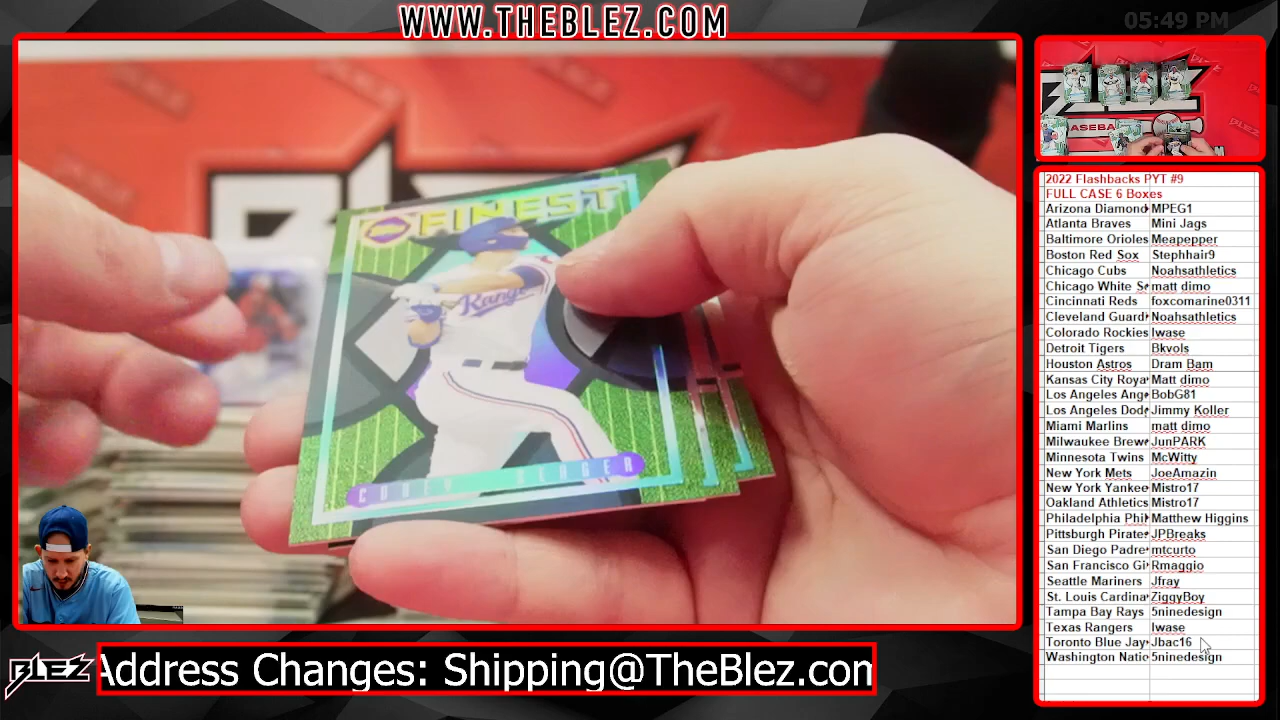 WWW.THEBLEZ.COM
05:49 PM
FINEST
Range
ASEBA
BLEZ
Address Changes: Shipping@TheBlez.com
2022 Flashbacks PYT #9
FULL CASE 6 Boxes
Arizona Diamond MPEG1
Atlanta Braves Mini Jags
Baltimore Orioles Meapepper
Boston Red Sox Stephhair9
Chicago Cubs Noahsathletics
Chicago White S matt dimo
Cincinnati Reds foxcomarine0311
Cleveland Guard Noahsathletics
Colorado Rockies Iwase
Detroit Tigers Bkvols
Houston Astros Dram Bam
Kansas City Roya Matt dimo
Los Angeles Ang BobG81
Los Angeles Dod Jimmy Koller
Miami Marlins matt dimo
Milwaukee Brew JunPARK
Minnesota Twins McWitty
New York Mets JoeAmazin
New York Yankee Mistro17
Oakland Athletics Mistro17
Philadelphia Phil Matthew Higgins
Pittsburgh Pirate JPBreaks
San Diego Padre mtcurto
San Francisco Gi Rmaggio
Seattle Mariners Jfray
St. Louis Cardina ZiggyBoy
Tampa Bay Rays 5ninedesign
Texas Rangers Iwase
Toronto Blue Jay Jbac16
Washington Natio 5ninedesign